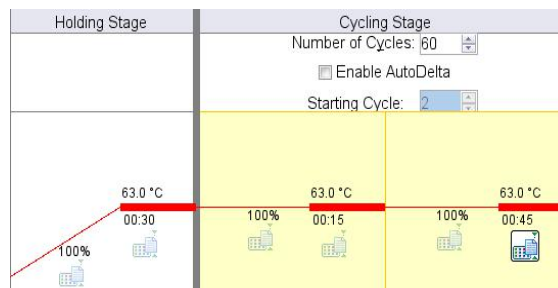 Holding Stage
Cycling Stage
Number of Cycles: 60
Enable AutoDelta
Starting Cycle: 2
63.0 °C
00:30
100%
63.0 °C
00:15
100%
63.0 °C
00:45
100%